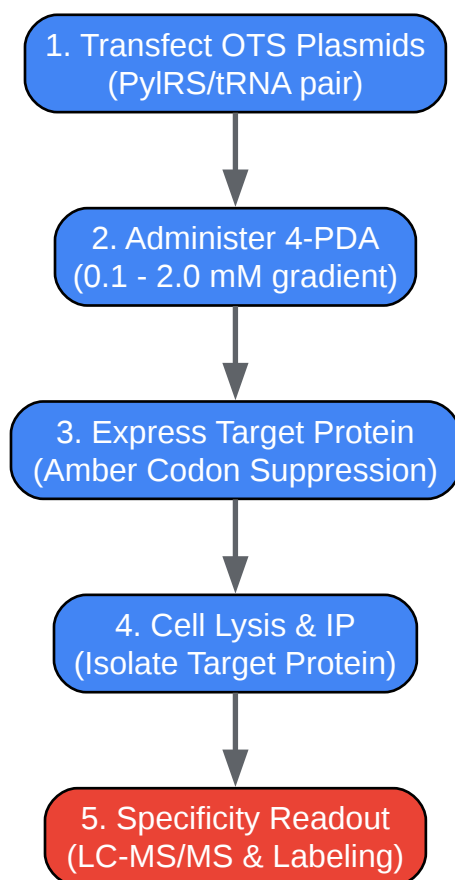 1. Transfect OTS Plasmids
(PylRS/tRNA pair)
2. Administer 4-PDA
(0.1 - 2.0 mM gradient)
3. Express Target Protein
(Amber Codon Suppression)
4. Cell Lysis & IP
(Isolate Target Protein)
5. Specificity Readout
(LC-MS/MS & Labeling)